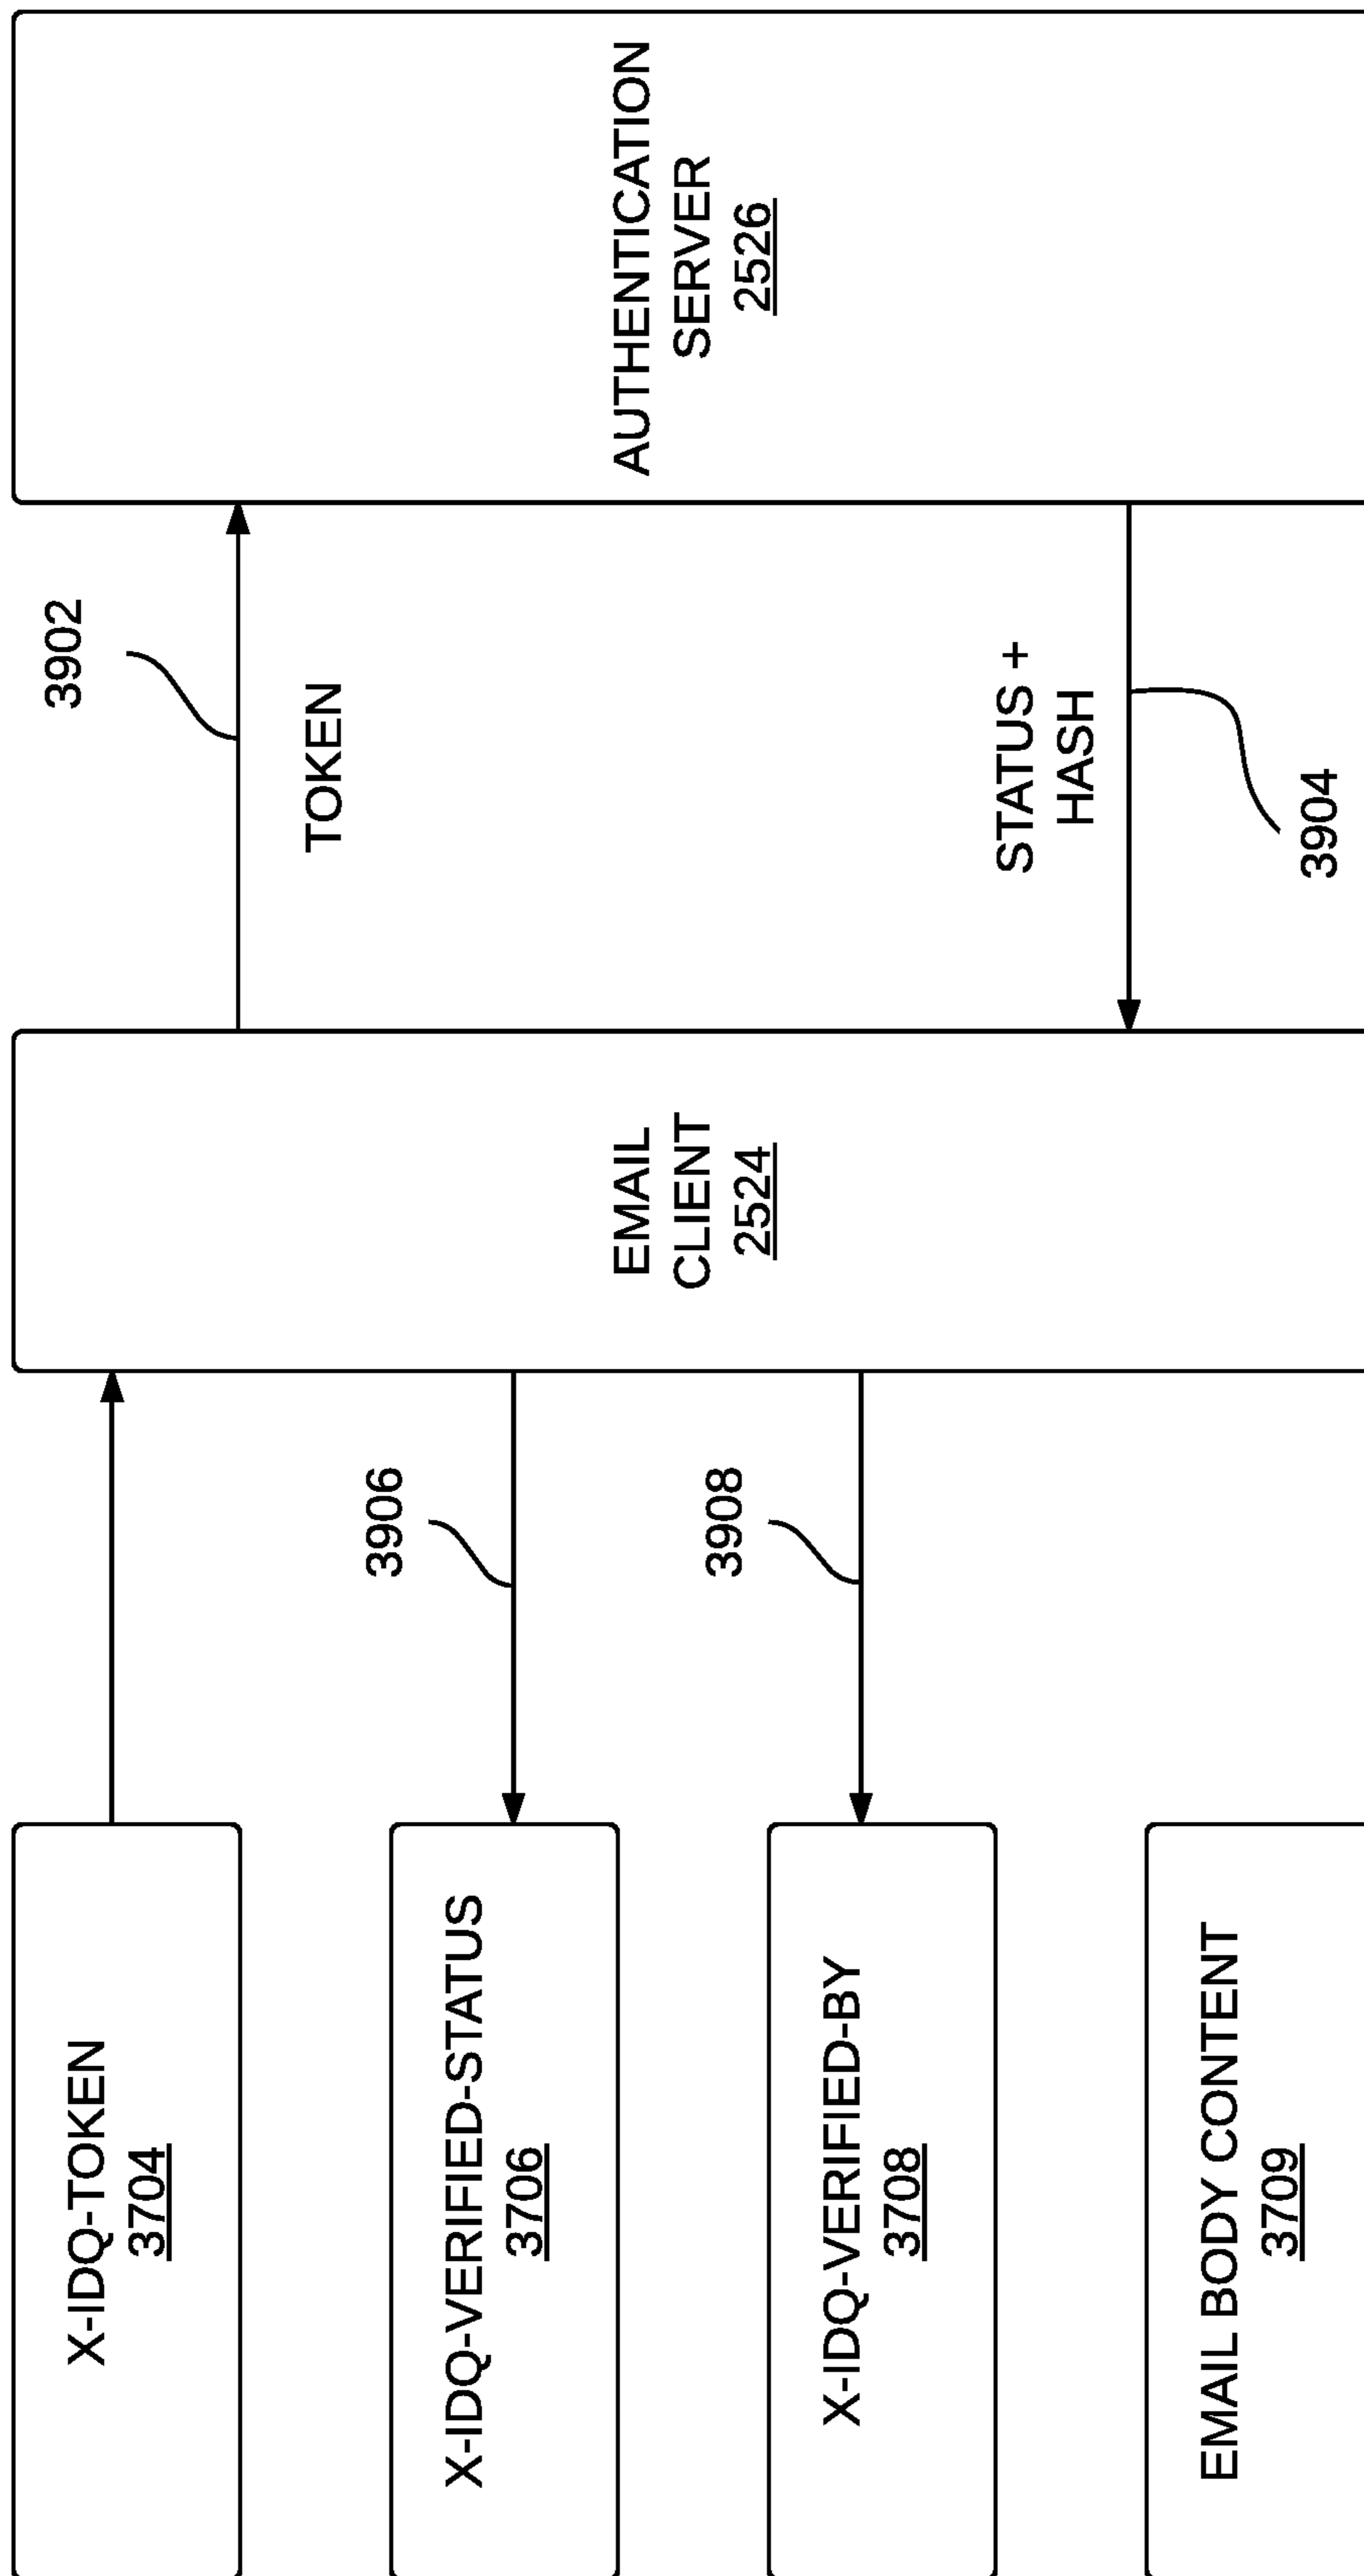 X-IDQ-TOKEN
3704
X-IDQ-VERIFIED-STATUS
3706
X-IDQ-VERIFIED-BY
3708
EMAIL BODY CONTENT
3709
3906
3908
EMAIL
CLIENT
2524
3902
TOKEN
STATUS +
HASH
3904
AUTHENTICATION
SERVER
2526